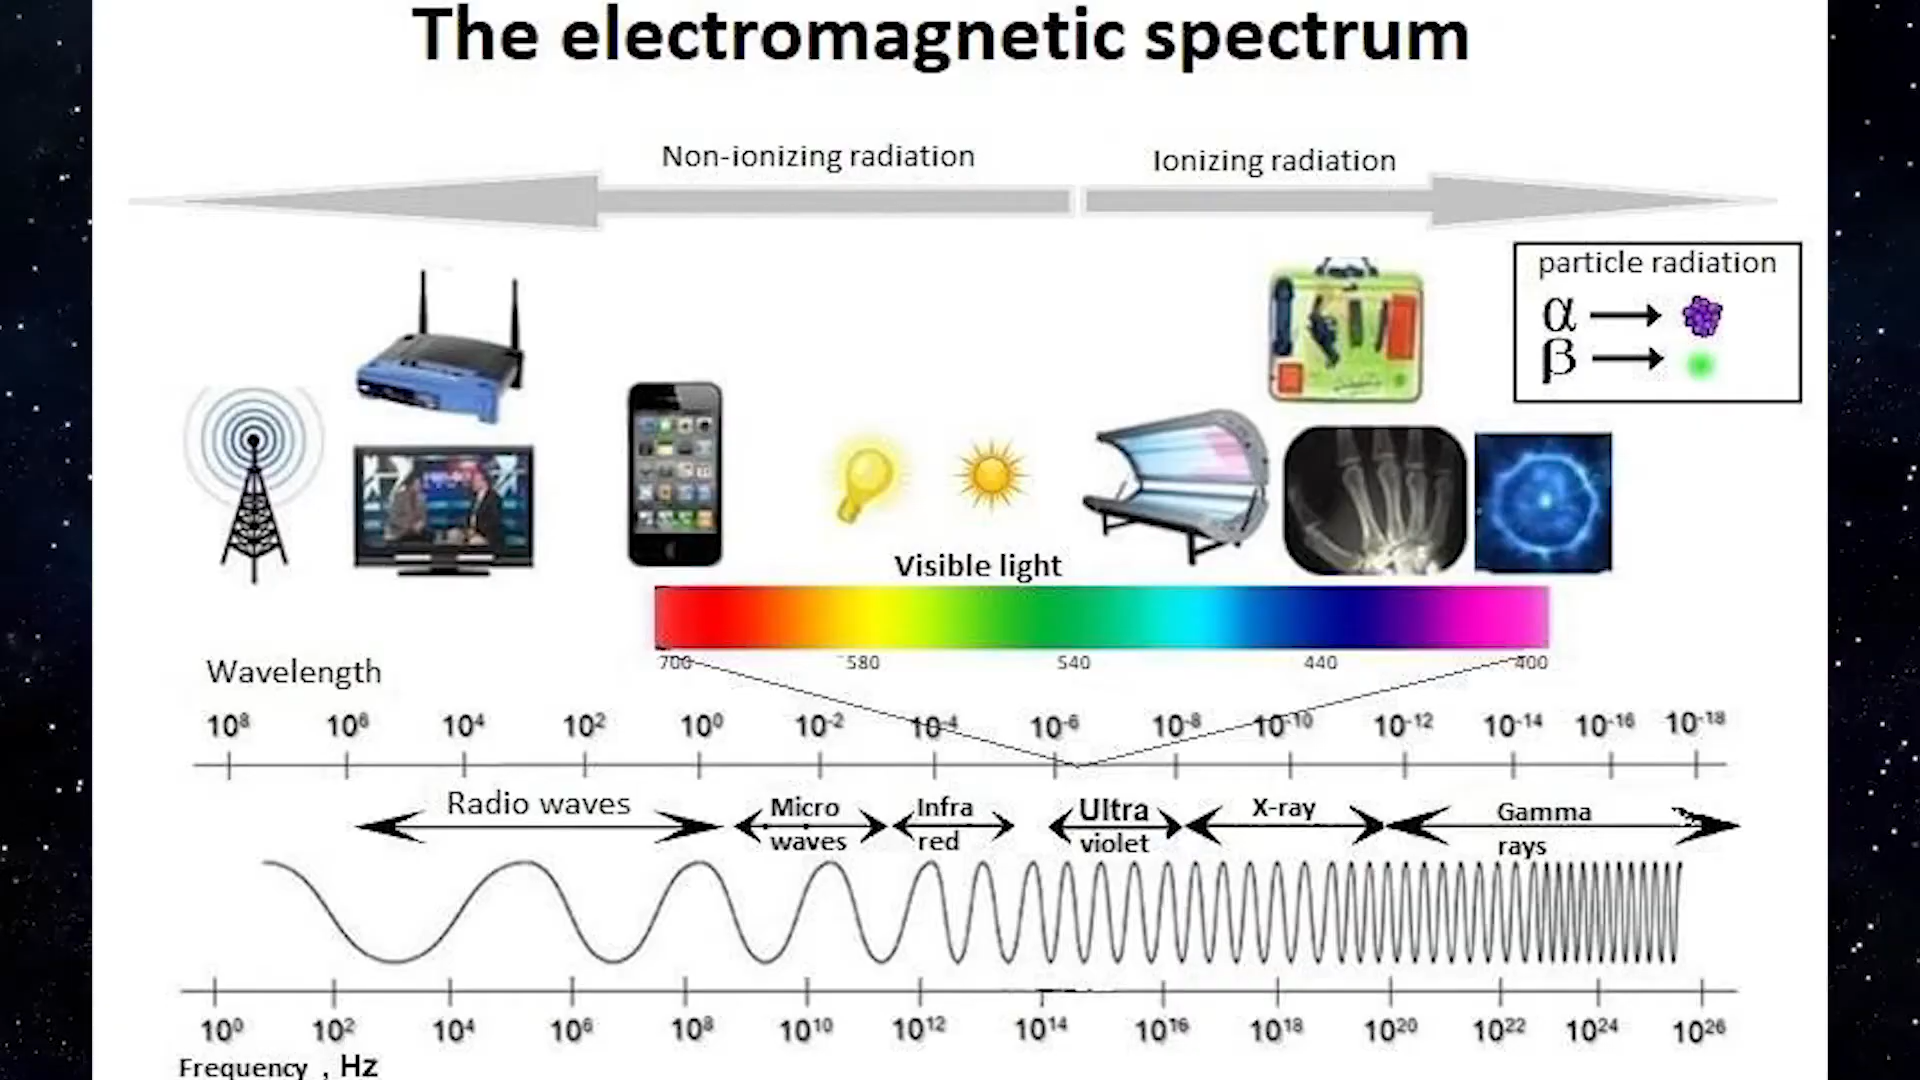 The electromagnetic spectrum
Non-ionizing radiation
Ionizing radiation
particle radiation
α
β
Visible light
700 580 540 440 400
Wavelength
10⁸ 10⁶ 10⁴ 10² 10⁰ 10⁻² 10⁻⁴ 10⁻⁶ 10⁻⁸ 10⁻¹⁰ 10⁻¹² 10⁻¹⁴ 10⁻¹⁶ 10⁻¹⁸
Radio waves
Micro
waves
Infra
red
Ultra
violet
X-ray
Gamma
rays
10⁰ 10² 10⁴ 10⁶ 10⁸ 10¹⁰ 10¹² 10¹⁴ 10¹⁶ 10¹⁸ 10²⁰ 10²² 10²⁴ 10²⁶
Frequency , Hz